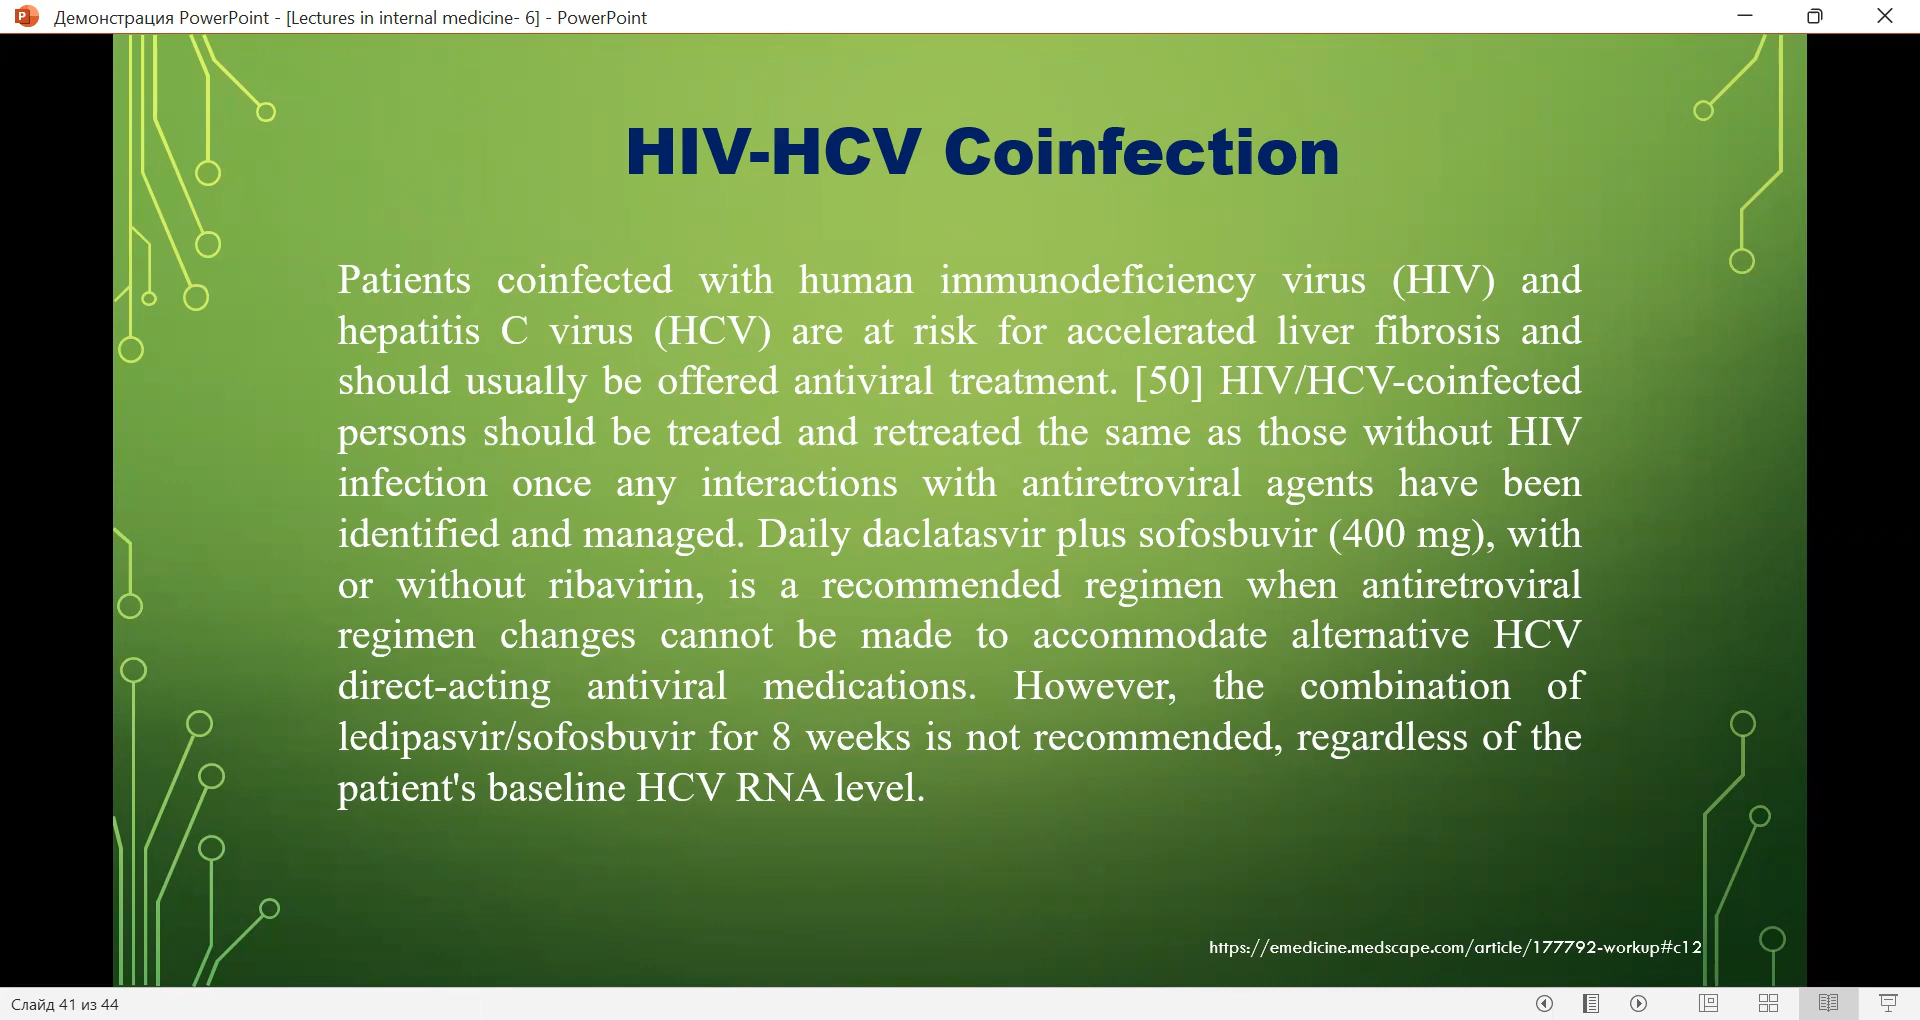 Демонстрация PowerPoint - [Lectures in internal medicine- 6] - PowerPoint
HIV-HCV Coinfection
Patients coinfected with human immunodeficiency virus (HIV) and
hepatitis C virus (HCV) are at risk for accelerated liver fibrosis and
should usually be offered antiviral treatment. [50] HIV/HCV-coinfected
persons should be treated and retreated the same as those without HIV
infection once any interactions with antiretroviral agents have been
identified and managed. Daily daclatasvir plus sofosbuvir (400 mg), with
or without ribavirin, is a recommended regimen when antiretroviral
regimen changes cannot be made to accommodate alternative HCV
direct-acting antiviral medications. However, the combination of
ledipasvir/sofosbuvir for 8 weeks is not recommended, regardless of the
patient's baseline HCV RNA level.
https://emedicine.medscape.com/article/177792-workup#c12
Слайд 41 из 44